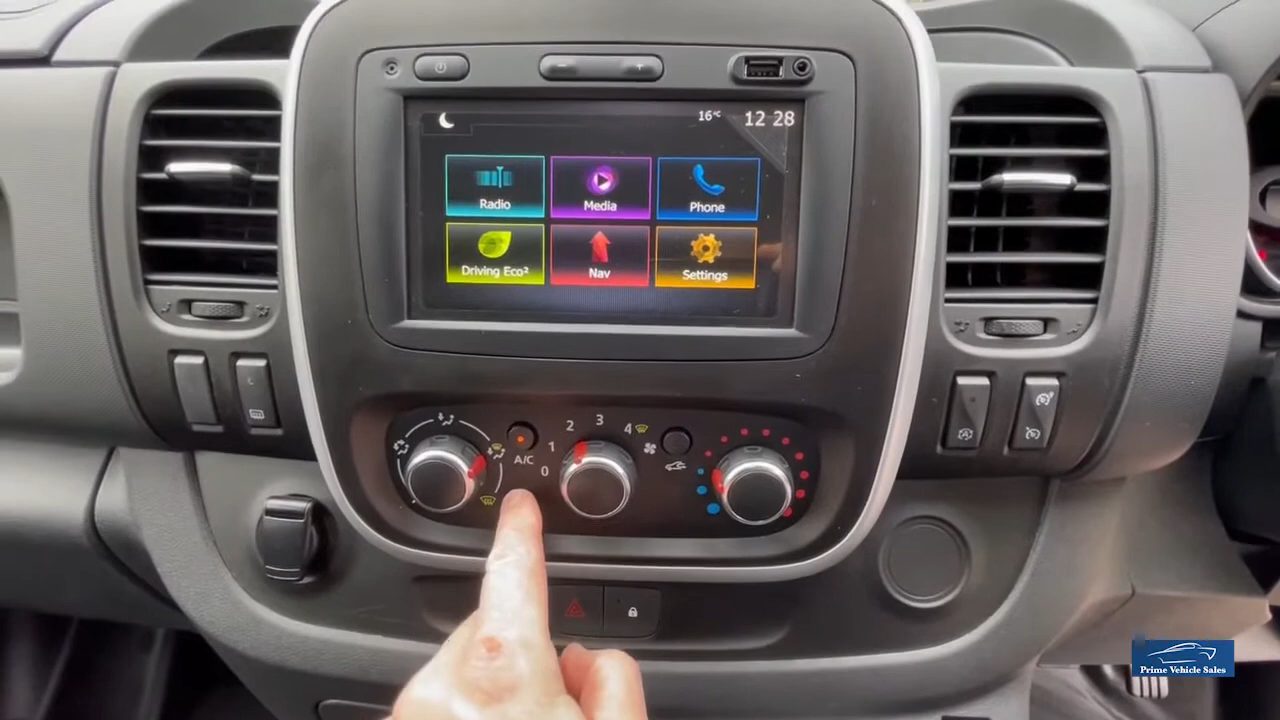 16°C
12 28
Radio
Media
Phone
Driving Eco²
Nav
Settings
A/C
0
1
2
3
4
Prime Vehicle Sales